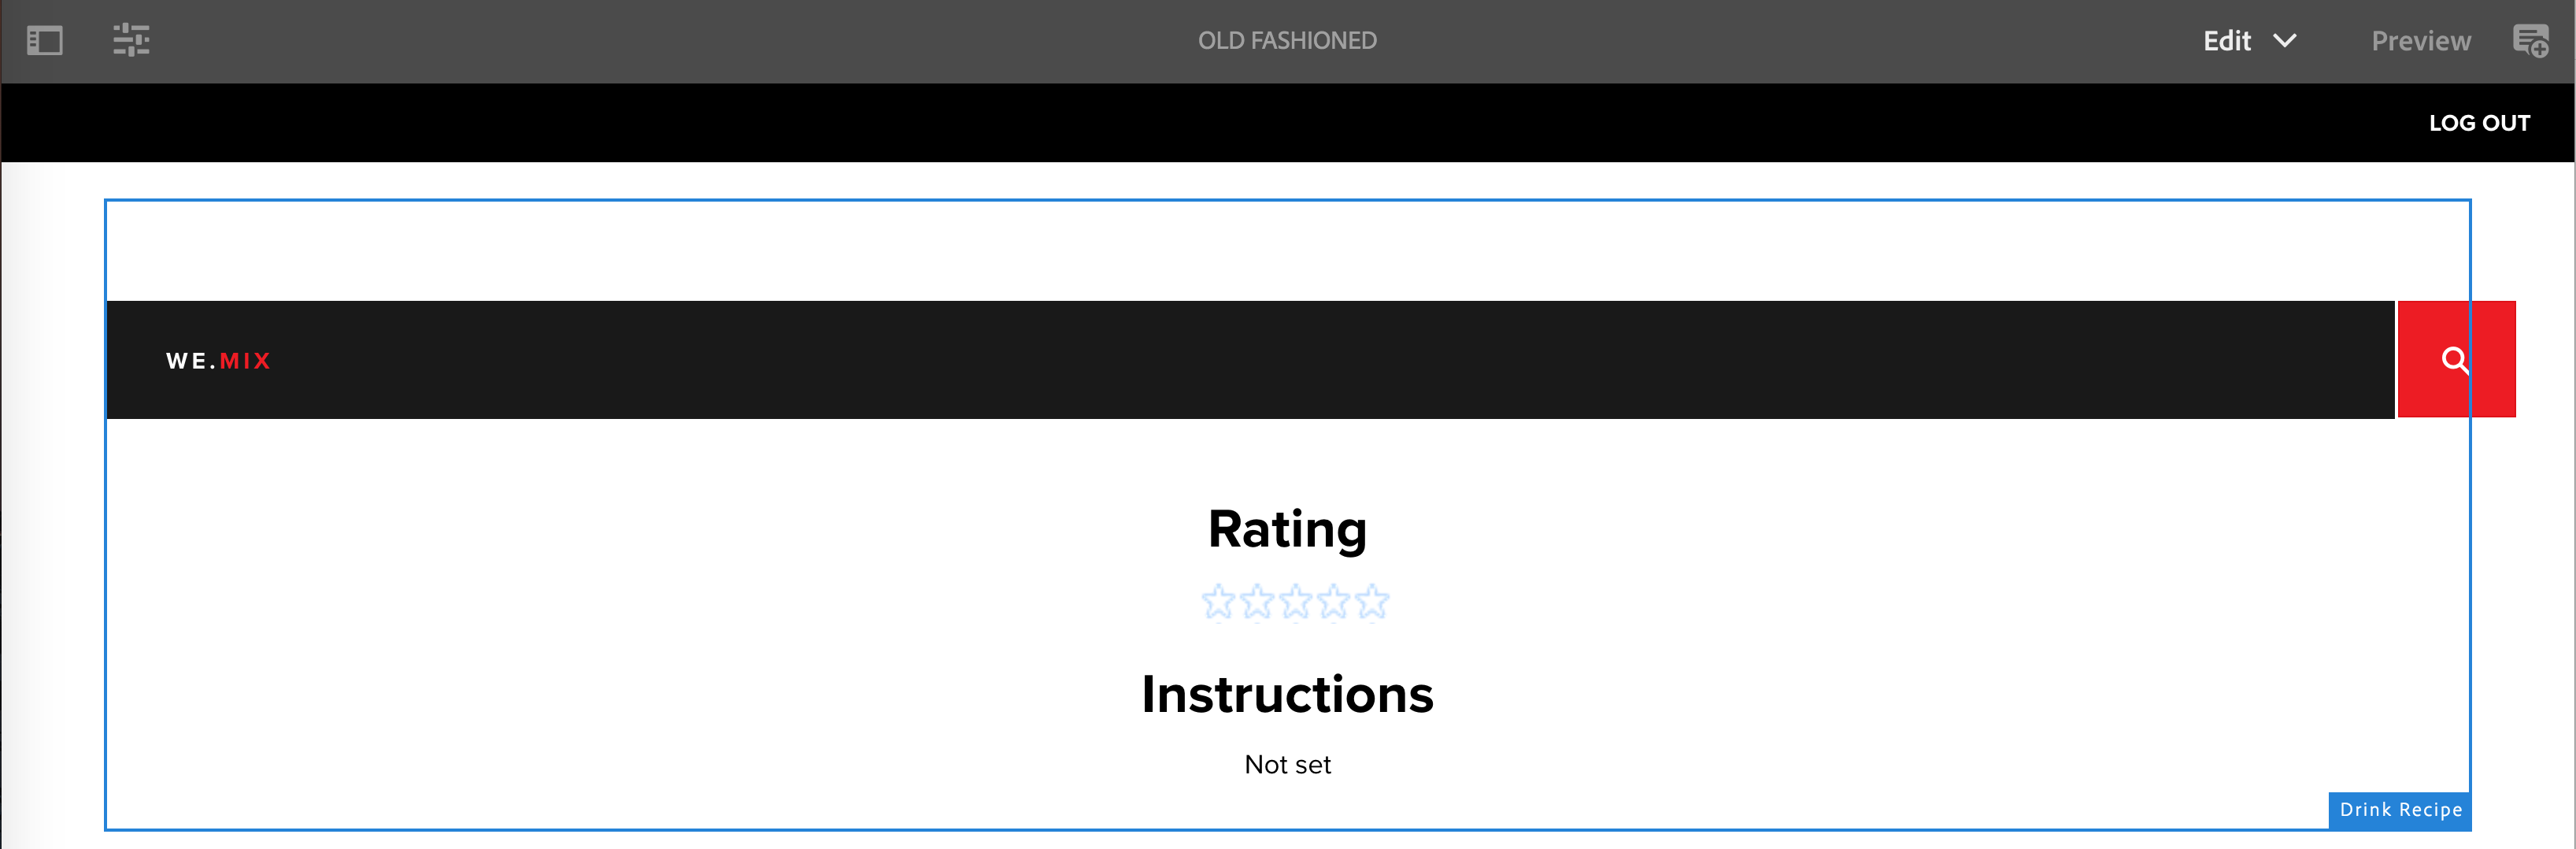 OLD FASHIONED
Edit
Preview
LOG OUT
WE.MIX
Rating
Instructions
Not set
Drink Recipe